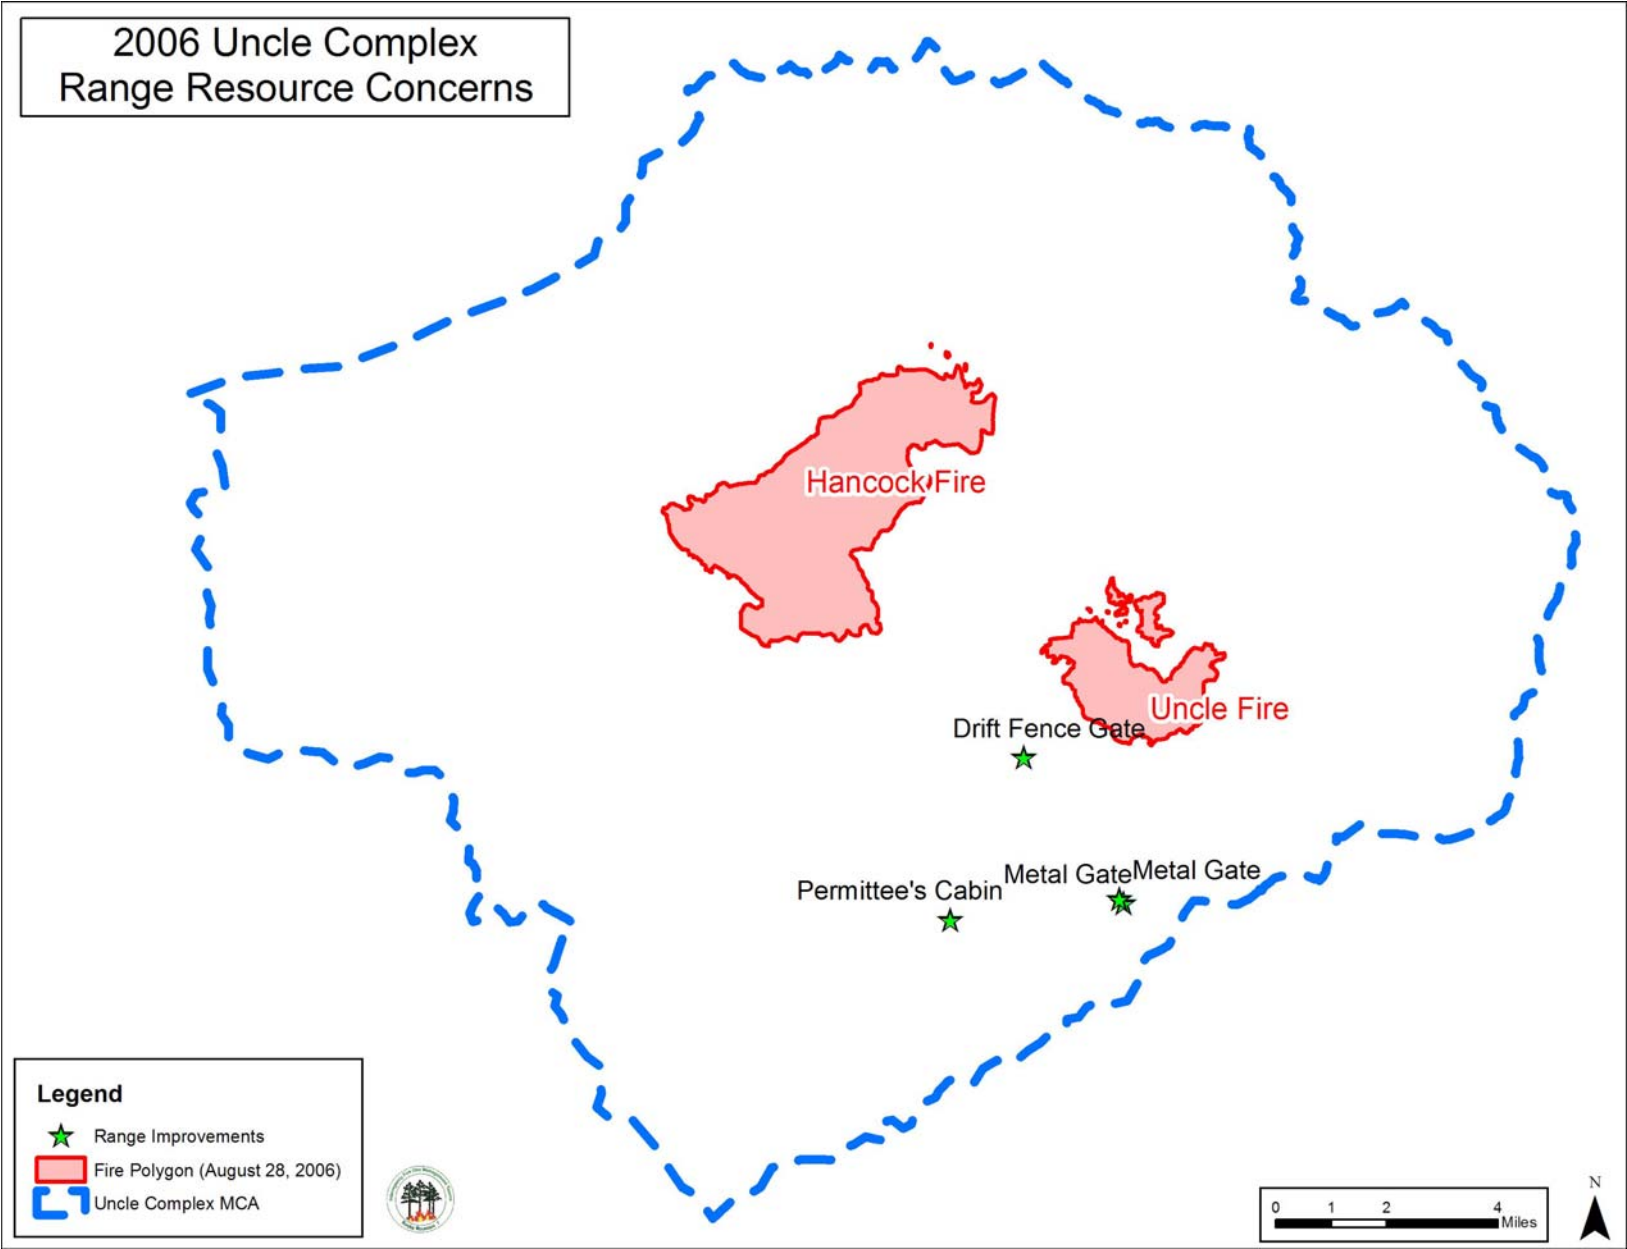 2006 Uncle Complex
Range Resource Concerns
Hancock Fire
Uncle Fire
Drift Fence Gate
Metal Gate
Metal Gate
Permittee's Cabin
Legend
Range Improvements
Fire Polygon (August 28, 2006)
Uncle Complex MCA
0 1 2 4
Miles
N